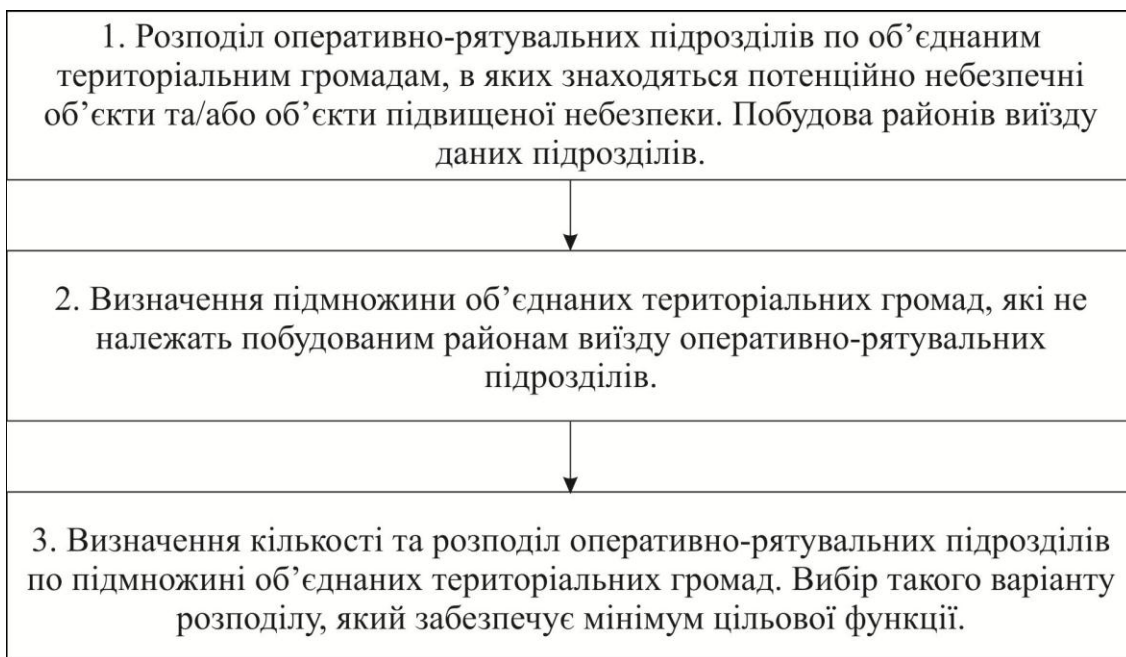 1. Розподіл оперативно-рятувальних підрозділів по об’єднаним
територіальним громадам, в яких знаходяться потенційно небезпечні
об’єкти та/або об’єкти підвищеної небезпеки. Побудова районів виїзду
даних підрозділів.
2. Визначення підмножини об’єднаних територіальних громад, які не
належать побудованим районам виїзду оперативно-рятувальних
підрозділів.
3. Визначення кількості та розподіл оперативно-рятувальних підрозділів
по підмножині об’єднаних територіальних громад. Вибір такого варіанту
розподілу, який забезпечує мінімум цільової функції.